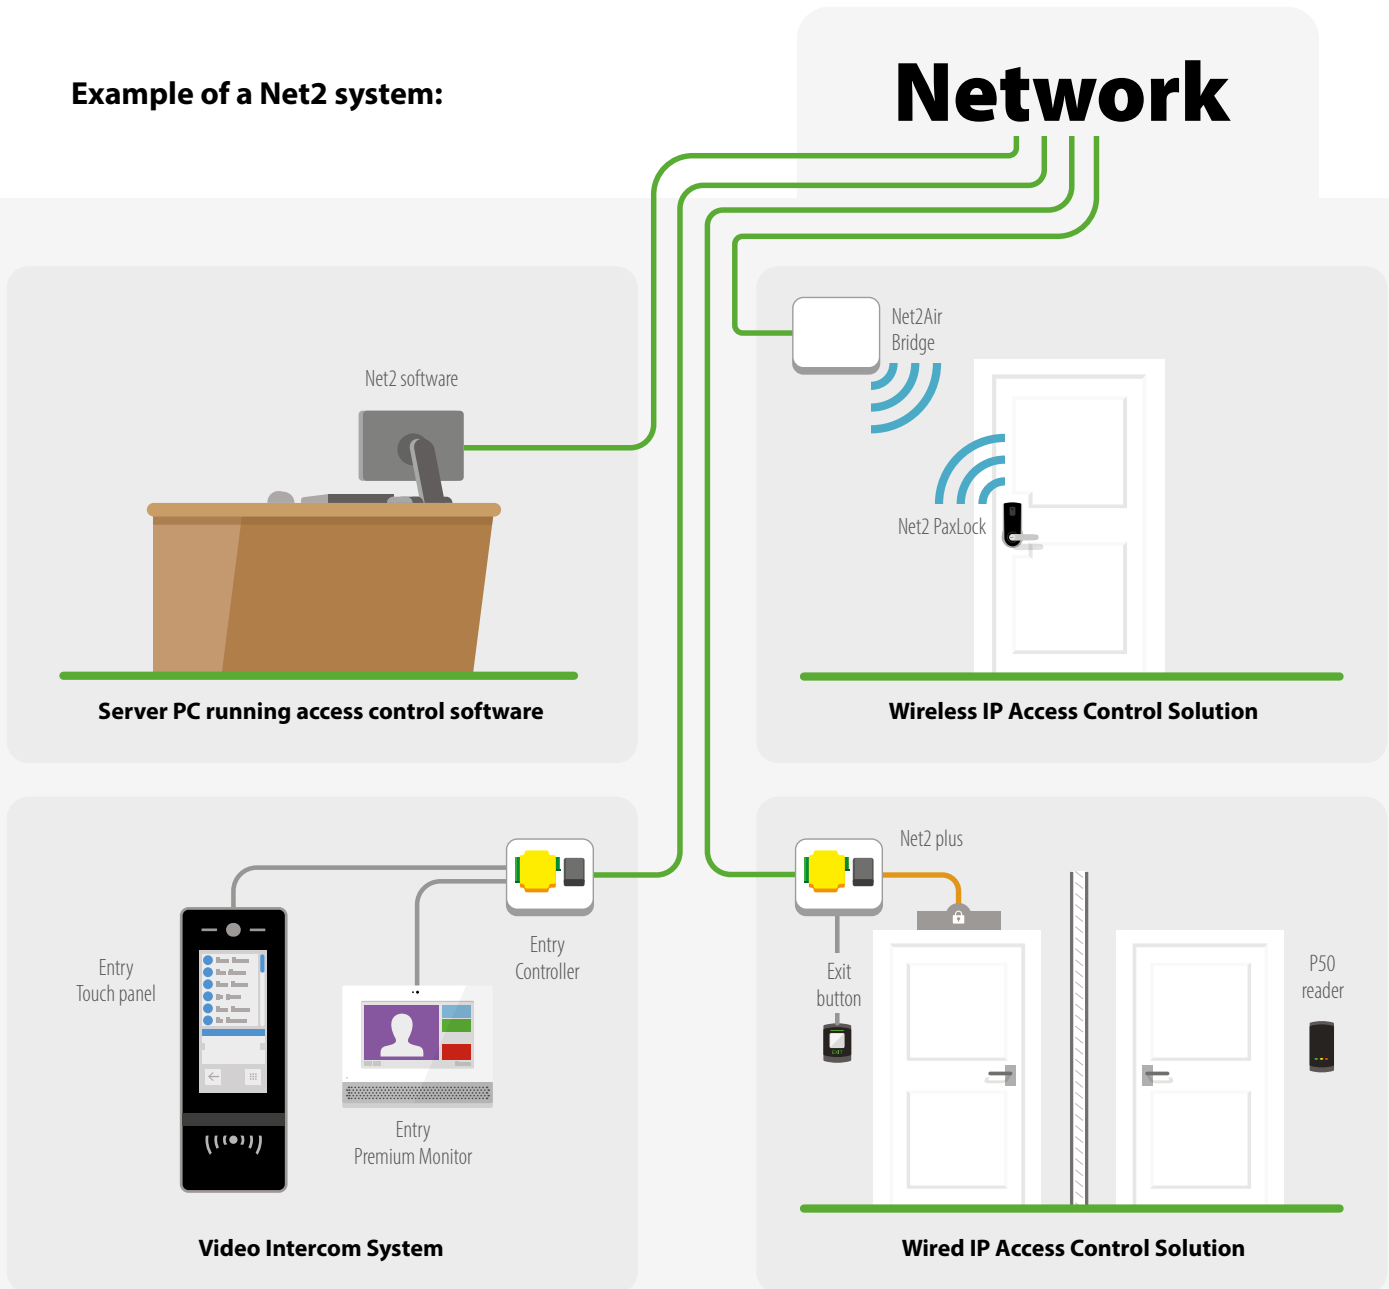 Example of a Net2 system:
Network
Net2 software
Server PC running access control software
Net2Air
Bridge
Net2 PaxLock
Wireless IP Access Control Solution
Entry
Touch panel
Entry
Controller
Entry
Premium Monitor
Video Intercom System
Net2 plus
Exit
button
EXIT
P50
reader
Wired IP Access Control Solution